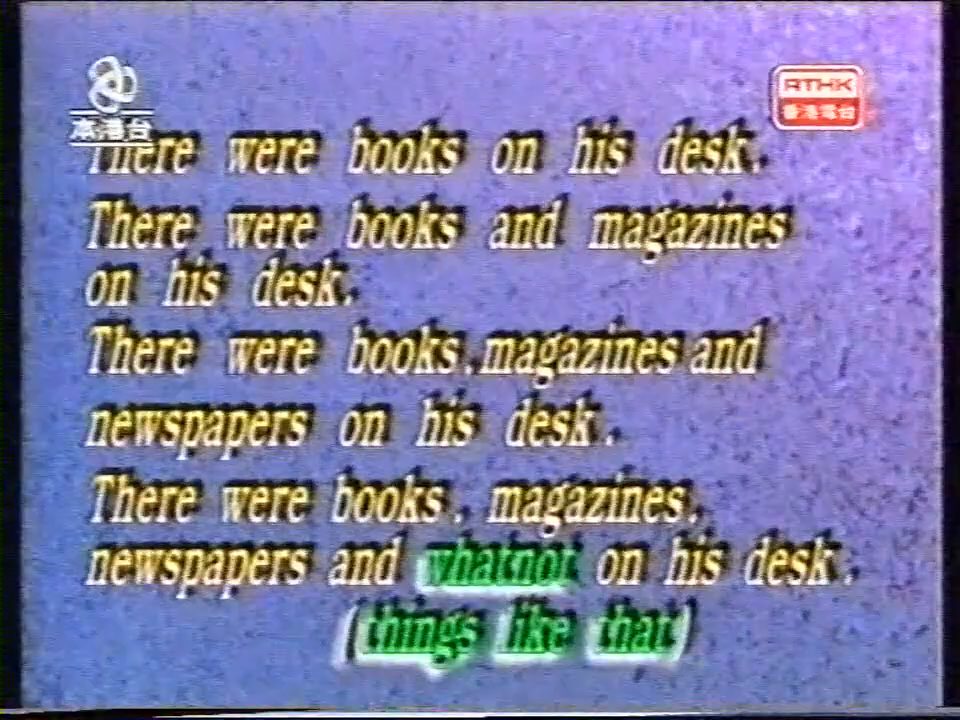 本港台
RTHK
香港電台
There were books on his desk.
There were books and magazines
on his desk.
There were books, magazines and
newspapers on his desk.
There were books, magazines,
newspapers and whatnot on his desk.
(things like that)